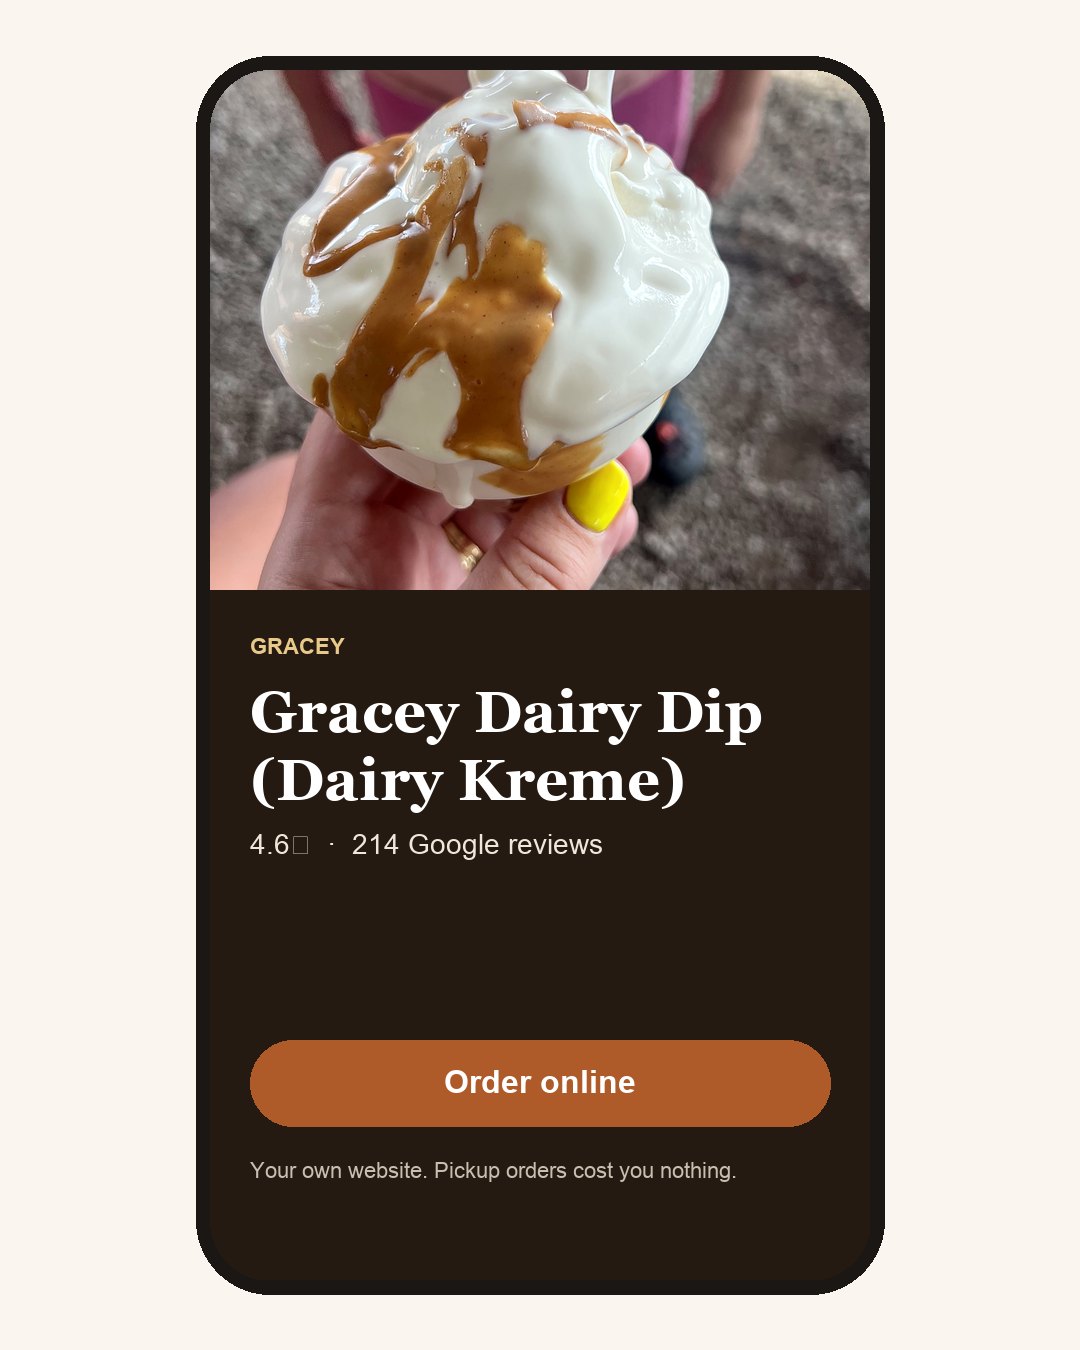 GRACEY
Gracey Dairy Dip
(Dairy Kreme)
4.6□ · 214 Google reviews
Order online
Your own website. Pickup orders cost you nothing.